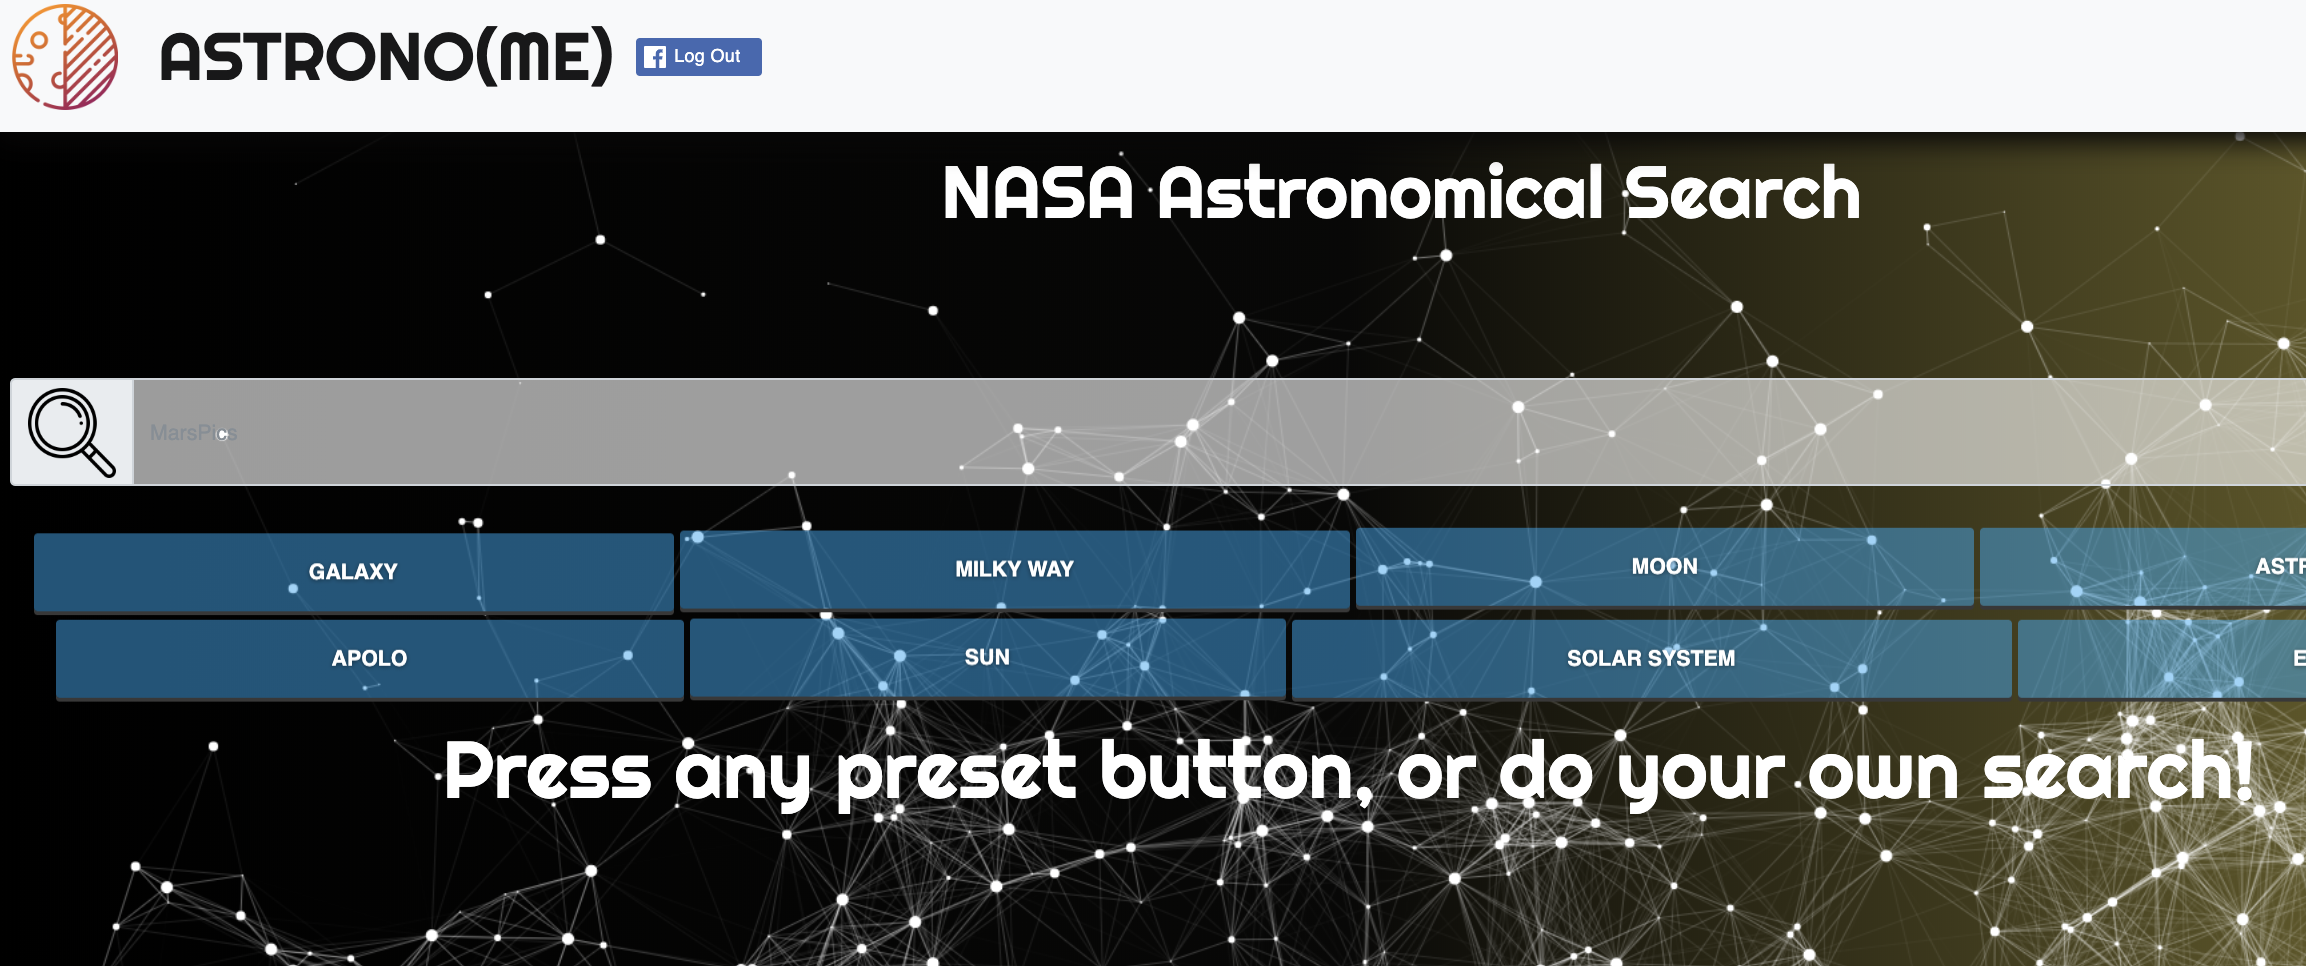 ASTRONO(ME)
Log Out
NASA Astronomical Search
MarsPics
GALAXY
MILKY WAY
MOON
APOLO
SUN
SOLAR SYSTEM
Press any preset button, or do your own search!